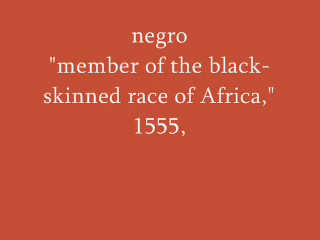 negro
"member of the black-
skinned race of Africa,"
1555,